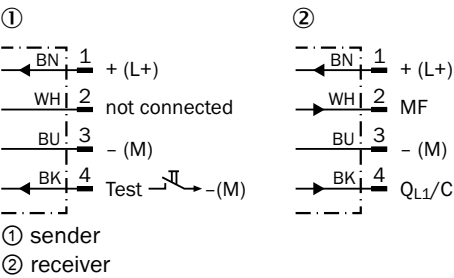 ① ②
BN 1 + (L+) BN 1 + (L+)
WH 2 not connected WH 2 MF
BU 3 – (M) BU 3 – (M)
BK 4 Test –(M) BK 4 QL1/C
① sender
② receiver